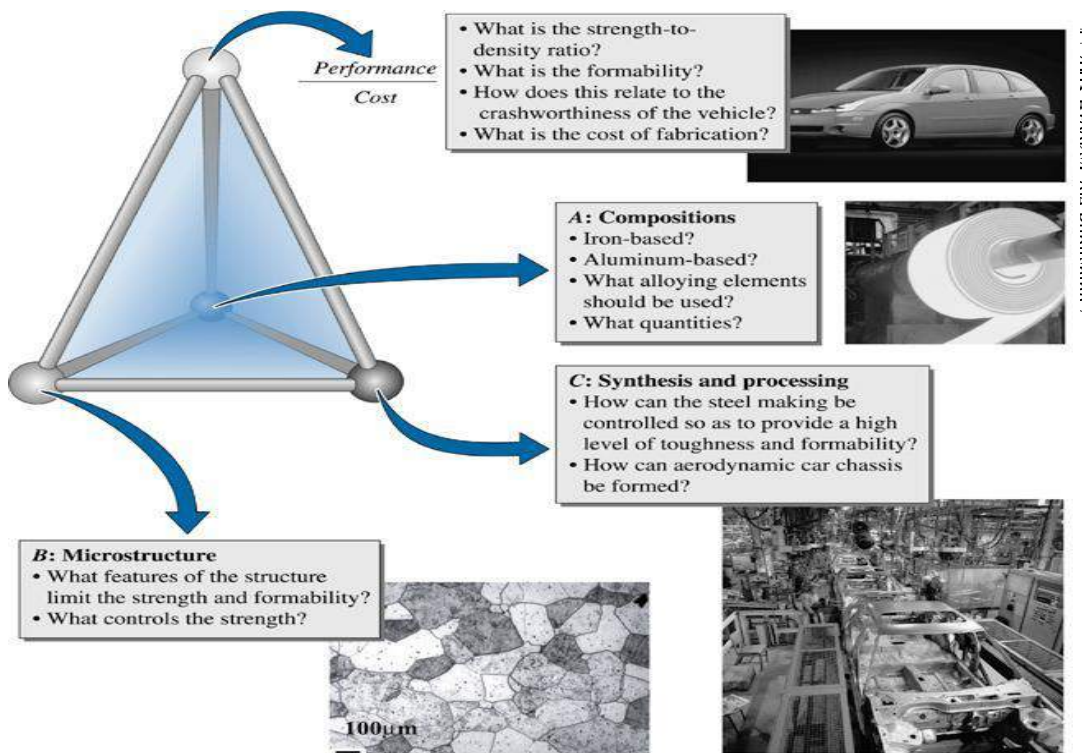 • What is the strength-to-
density ratio?
• What is the formability?
• How does this relate to the
crashworthiness of the vehicle?
• What is the cost of fabrication?
Performance
Cost
A: Compositions
• Iron-based?
• Aluminum-based?
• What alloying elements
should be used?
• What quantities?
C: Synthesis and processing
• How can the steel making be
controlled so as to provide a high
level of toughness and formability?
• How can aerodynamic car chassis
be formed?
B: Microstructure
• What features of the structure
limit the strength and formability?
• What controls the strength?
100μm